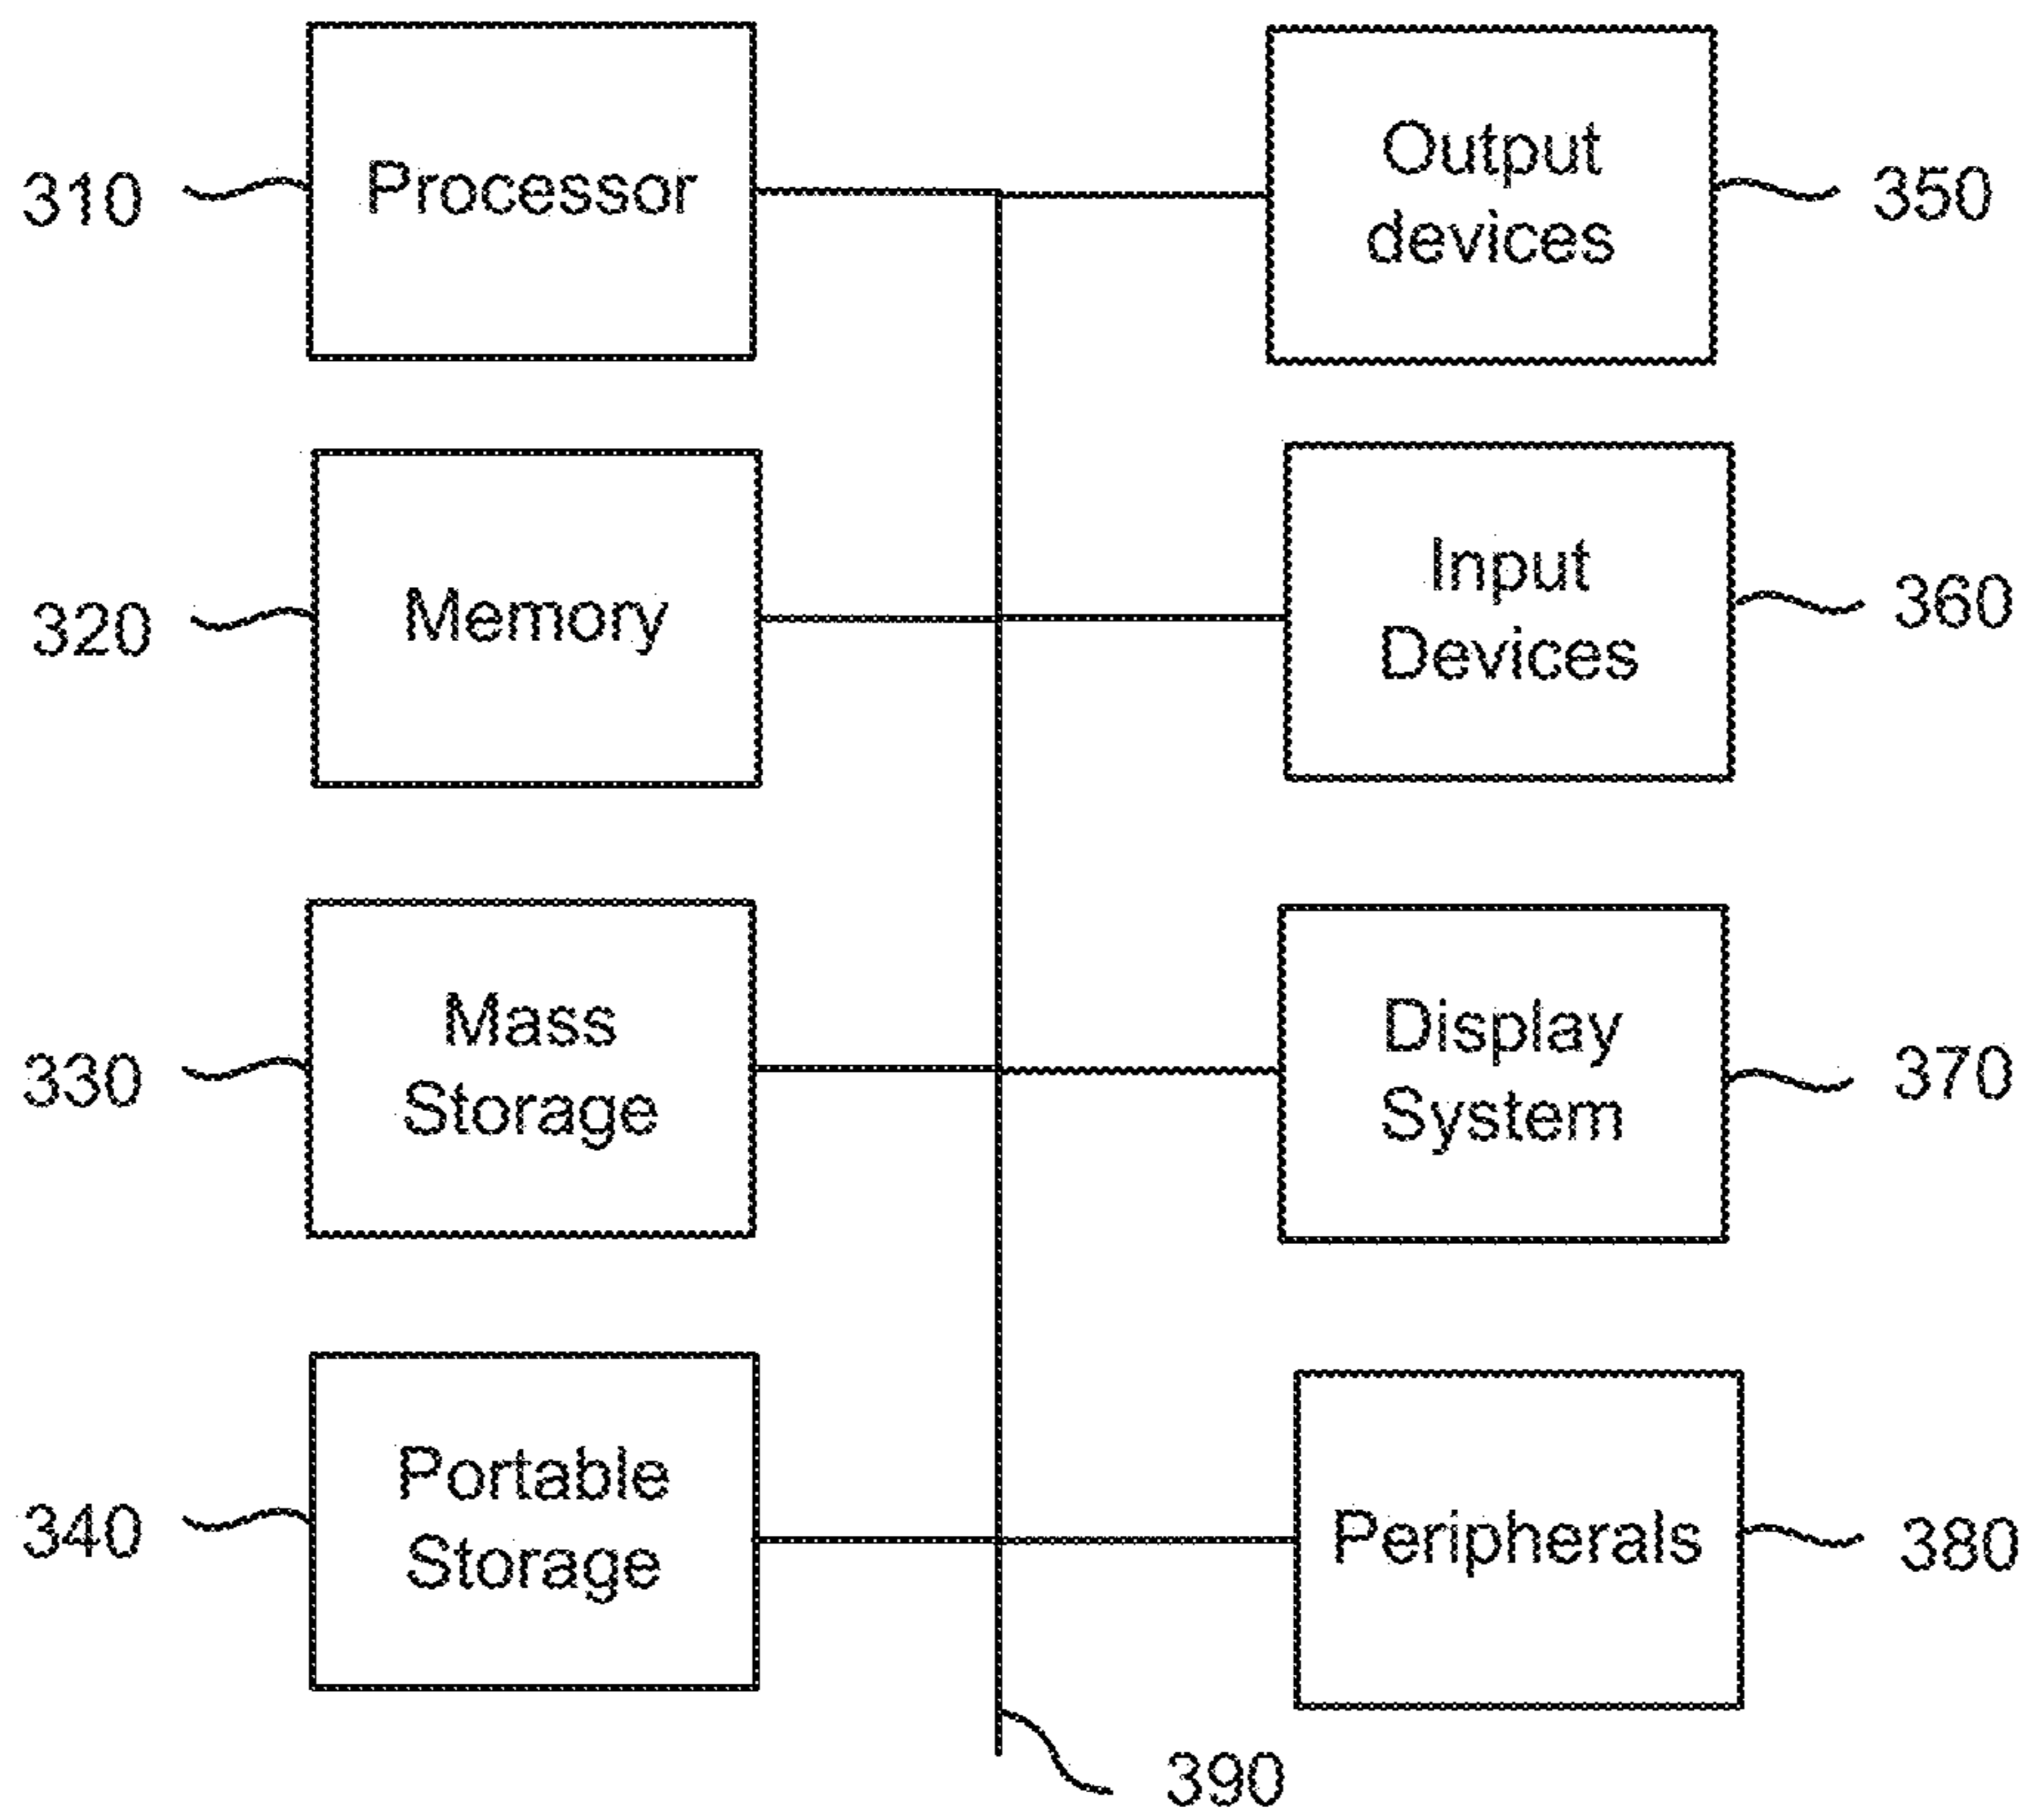 310
Processor
Output
devices
350
320
Memory
Input
Devices
360
330
Mass
Storage
Display
System
370
340
Portable
Storage
Peripherals
380
390